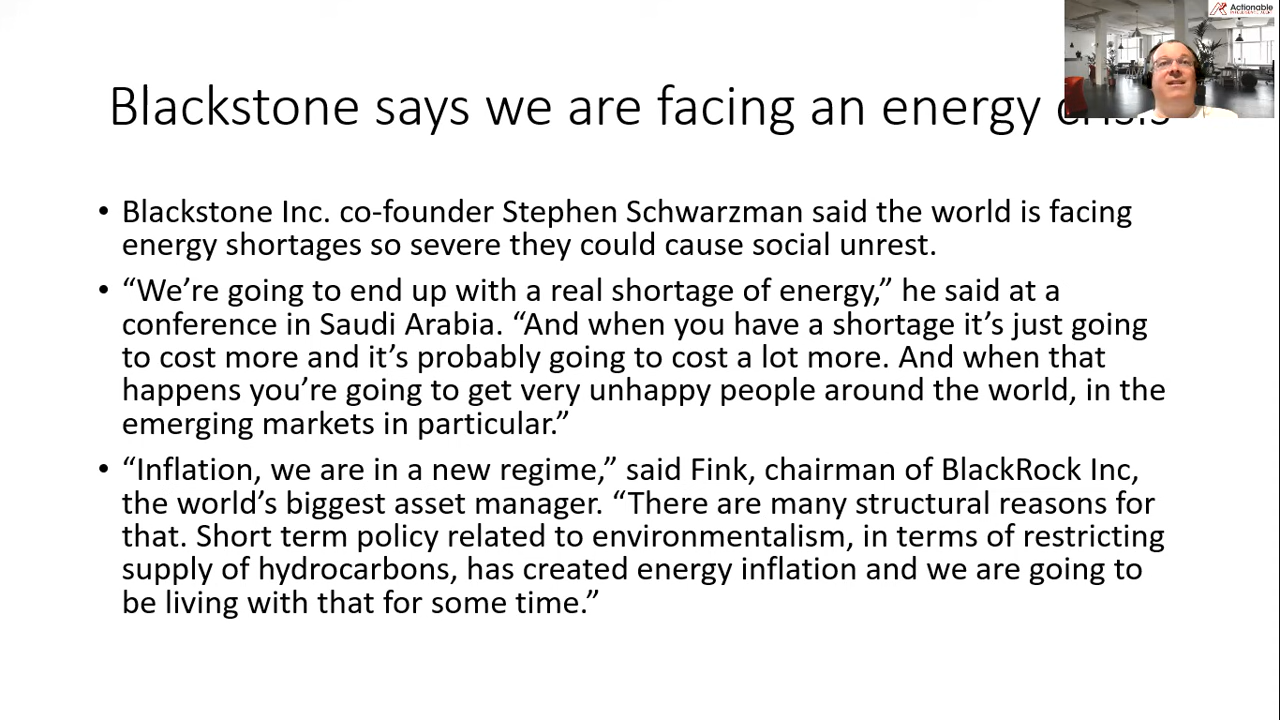 Actionable
Blackstone says we are facing an energy
• Blackstone Inc. co-founder Stephen Schwarzman said the world is facing
energy shortages so severe they could cause social unrest.
• “We’re going to end up with a real shortage of energy,” he said at a
conference in Saudi Arabia. “And when you have a shortage it’s just going
to cost more and it’s probably going to cost a lot more. And when that
happens you’re going to get very unhappy people around the world, in the
emerging markets in particular.”
• “Inflation, we are in a new regime,” said Fink, chairman of BlackRock Inc,
the world’s biggest asset manager. “There are many structural reasons for
that. Short term policy related to environmentalism, in terms of restricting
supply of hydrocarbons, has created energy inflation and we are going to
be living with that for some time.”